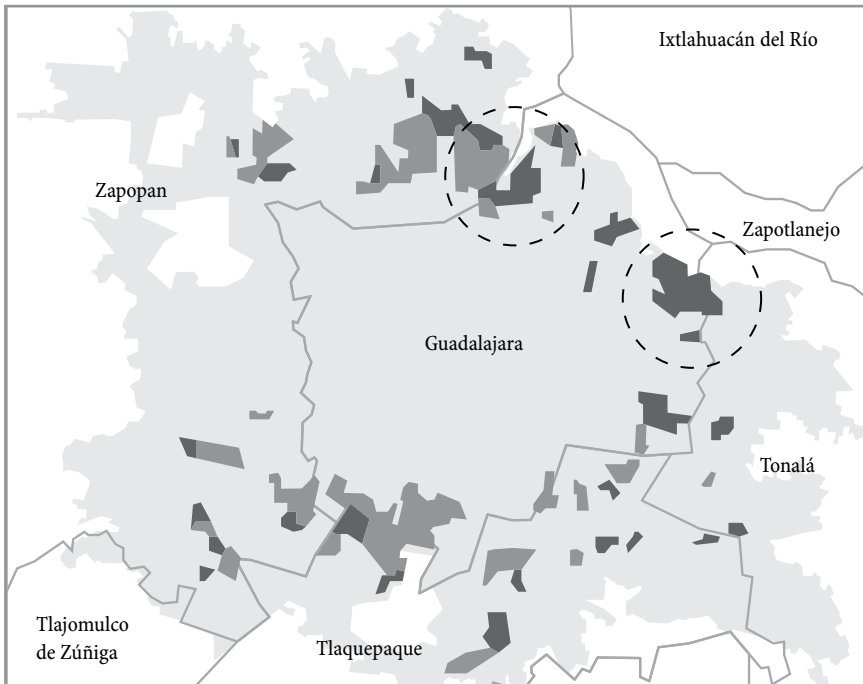 Ixtlahuacán del Río
Zapopan
Zapotlanejo
Guadalajara
Tonalá
Tlajomulco
de Zúñiga
Tlaquepaque